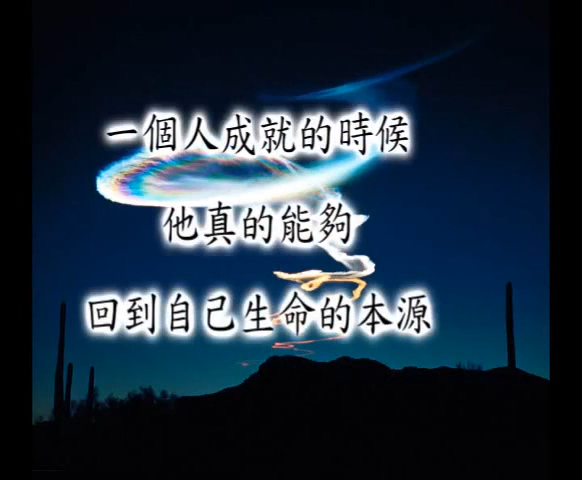 一個人成就的時候
他真的能夠
回到自己生命的本源